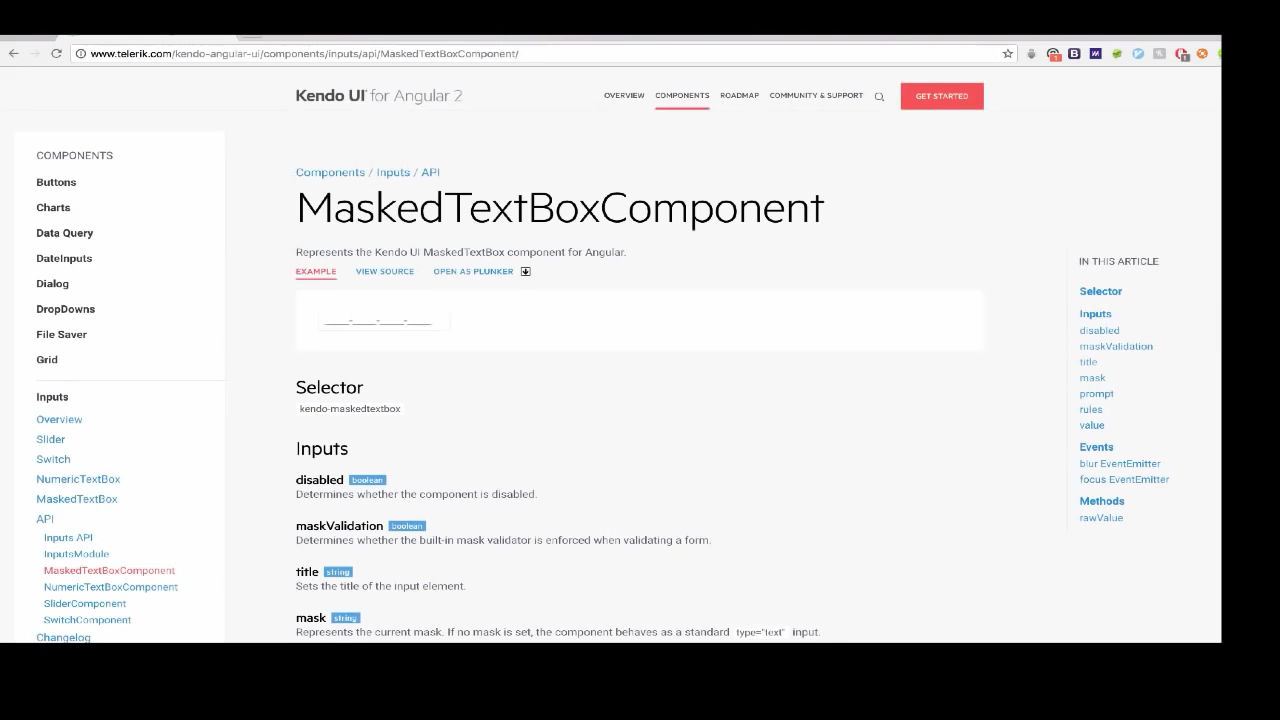 www.telerik.com/kendo-angular-ui/components/inputs/api/MaskedTextBoxComponent/
Kendo UI for Angular 2
OVERVIEW COMPONENTS ROADMAP COMMUNITY & SUPPORT GET STARTED
COMPONENTS
Buttons
Charts
Data Query
DateInputs
Dialog
DropDowns
File Saver
Grid
Inputs
Overview
Slider
Switch
NumericTextBox
MaskedTextBox
API
Inputs API
InputsModule
MaskedTextBoxComponent
NumericTextBoxComponent
SliderComponent
SwitchComponent
Changelog
Components / Inputs / API
MaskedTextBoxComponent
Represents the Kendo UI MaskedTextBox component for Angular.
EXAMPLE VIEW SOURCE OPEN AS PLUNKER
____-____-____-____
Selector
kendo-maskedtextbox
Inputs
disabled boolean
Determines whether the component is disabled.
maskValidation boolean
Determines whether the built-in mask validator is enforced when validating a form.
title string
Sets the title of the input element.
mask string
Represents the current mask. If no mask is set, the component behaves as a standard type="text" input.
IN THIS ARTICLE
Selector
Inputs
disabled
maskValidation
title
mask
prompt
rules
value
Events
blur EventEmitter
focus EventEmitter
Methods
rawValue